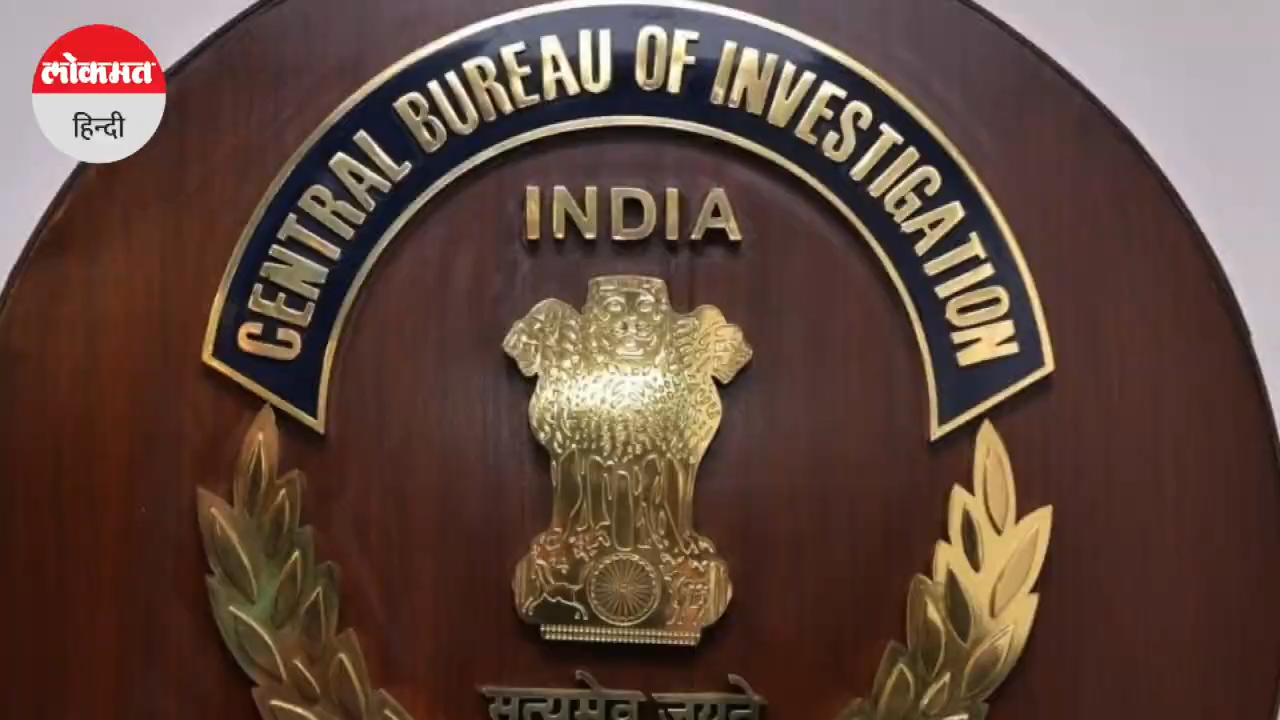 लोकमत
हिन्दी
CENTRAL BUREAU OF INVESTIGATION
INDIA
सत्यमेव जयते